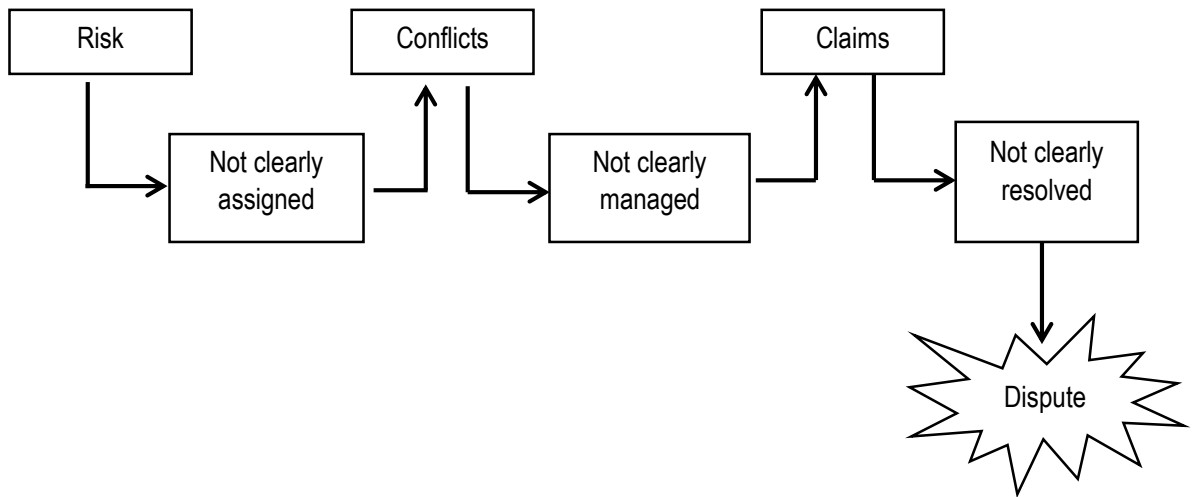 Risk
Conflicts
Claims
Not clearly
assigned
Not clearly
managed
Not clearly
resolved
Dispute